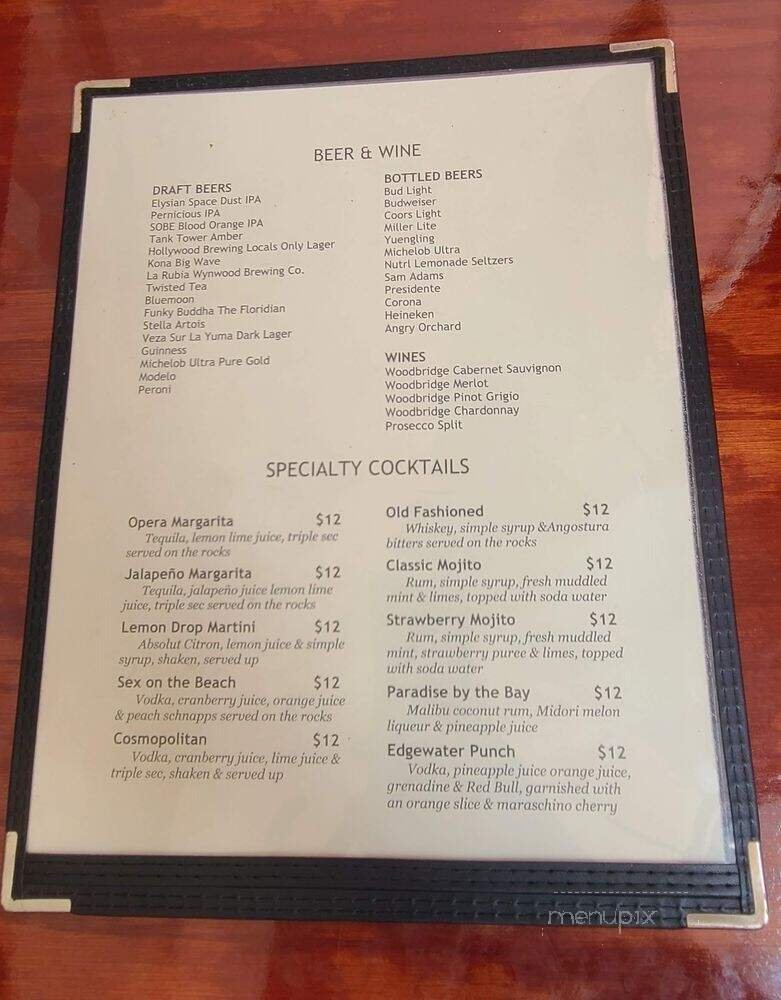 BEER & WINE
DRAFT BEERS
Elysian Space Dust IPA
Pernicious IPA
SOBE Blood Orange IPA
Tank Tower Amber
Hollywood Brewing Locals Only Lager
Kona Big Wave
La Rubia Wynwood Brewing Co.
Twisted Tea
Bluemoon
Funky Buddha The Floridian
Stella Artois
Veza Sur La Yuma Dark Lager
Guinness
Michelob Ultra Pure Gold
Modelo
Peroni
BOTTLED BEERS
Bud Light
Budweiser
Coors Light
Miller Lite
Yuengling
Michelob Ultra
Nutrl Lemonade Seltzers
Sam Adams
Presidente
Corona
Heineken
Angry Orchard
WINES
Woodbridge Cabernet Sauvignon
Woodbridge Merlot
Woodbridge Pinot Grigio
Woodbridge Chardonnay
Prosecco Split
SPECIALTY COCKTAILS
Opera Margarita $12
Tequila, lemon lime juice, triple sec
served on the rocks
Jalapeño Margarita $12
Tequila, jalapeño juice lemon lime
juice, triple sec served on the rocks
Lemon Drop Martini $12
Absolut Citron, lemon juice & simple
syrup, shaken, served up
Sex on the Beach $12
Vodka, cranberry juice, orange juice
& peach schnapps served on the rocks
Cosmopolitan $12
Vodka, cranberry juice, lime juice &
triple sec, shaken & served up
Old Fashioned $12
Whiskey, simple syrup &Angostura
bitters served on the rocks
Classic Mojito $12
Rum, simple syrup, fresh muddled
mint & limes, topped with soda water
Strawberry Mojito $12
Rum, simple syrup, fresh muddled
mint, strawberry puree & limes, topped
with soda water
Paradise by the Bay $12
Malibu coconut rum, Midori melon
liqueur & pineapple juice
Edgewater Punch $12
Vodka, pineapple juice orange juice,
grenadine & Red Bull, garnished with
an orange slice & maraschino cherry
menupix